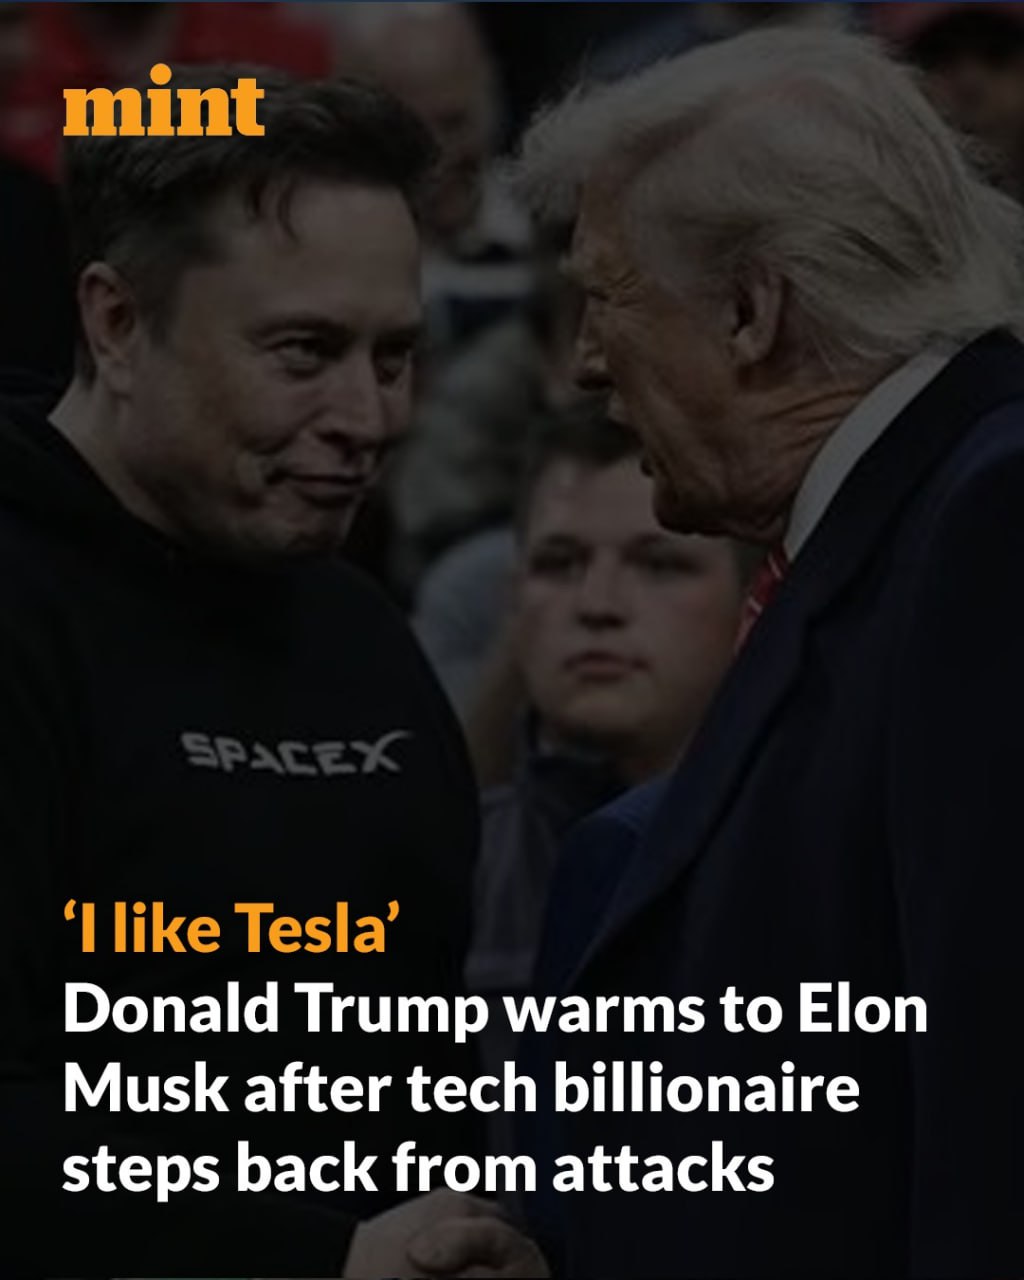 mint
SPACEX
‘I like Tesla’
Donald Trump warms to Elon
Musk after tech billionaire
steps back from attacks